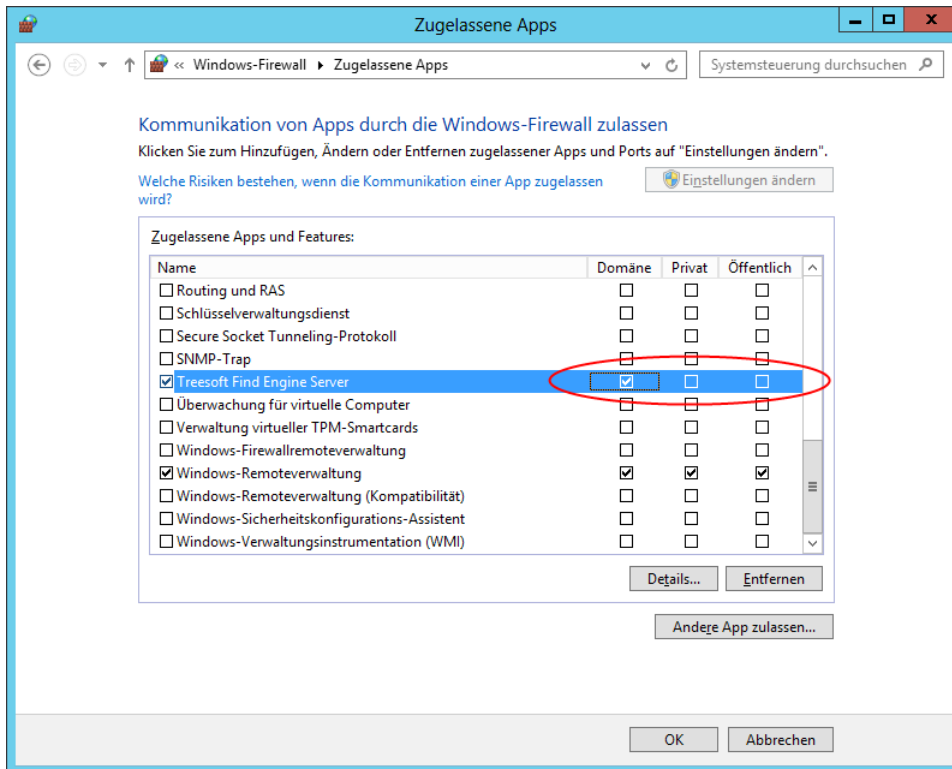 Zugelassene Apps
« Windows-Firewall Zugelassene Apps
Systemsteuerung durchsuchen
Kommunikation von Apps durch die Windows-Firewall zulassen
Klicken Sie zum Hinzufügen, Ändern oder Entfernen zugelassener Apps und Ports auf "Einstellungen ändern".
Welche Risiken bestehen, wenn die Kommunikation einer App zugelassen
wird?
Einstellungen ändern
Zugelassene Apps und Features:
Name Domäne Privat Öffentlich
Routing und RAS
Schlüsselverwaltungsdienst
Secure Socket Tunneling-Protokoll
SNMP-Trap
Treesoft Find Engine Server
Überwachung für virtuelle Computer
Verwaltung virtueller TPM-Smartcards
Windows-Firewallremoteverwaltung
Windows-Remoteverwaltung
Windows-Remoteverwaltung (Kompatibilität)
Windows-Sicherheitskonfigurations-Assistent
Windows-Verwaltungsinstrumentation (WMI)
Details... Entfernen
Andere App zulassen...
OK Abbrechen